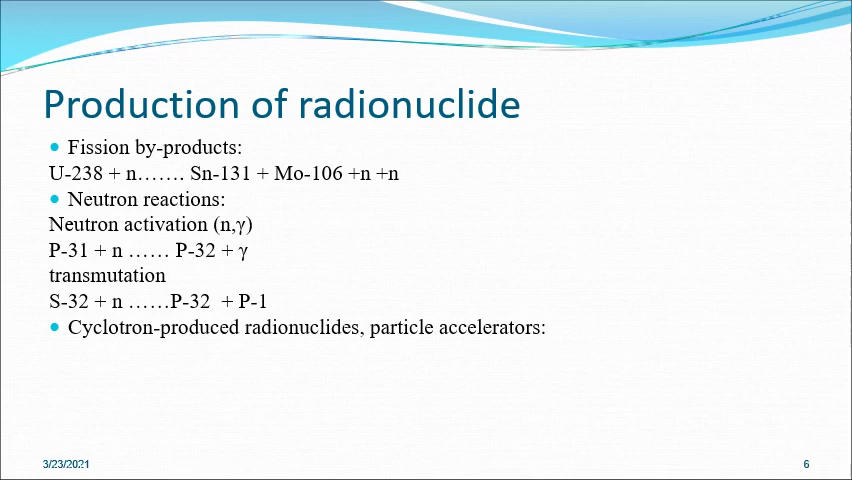 Production of radionuclide
• Fission by-products:
U-238 + n……. Sn-131 + Mo-106 +n +n
• Neutron reactions:
Neutron activation (n,γ)
P-31 + n …… P-32 + γ
transmutation
S-32 + n ……P-32  + P-1
• Cyclotron-produced radionuclides, particle accelerators:
3/23/2021
6